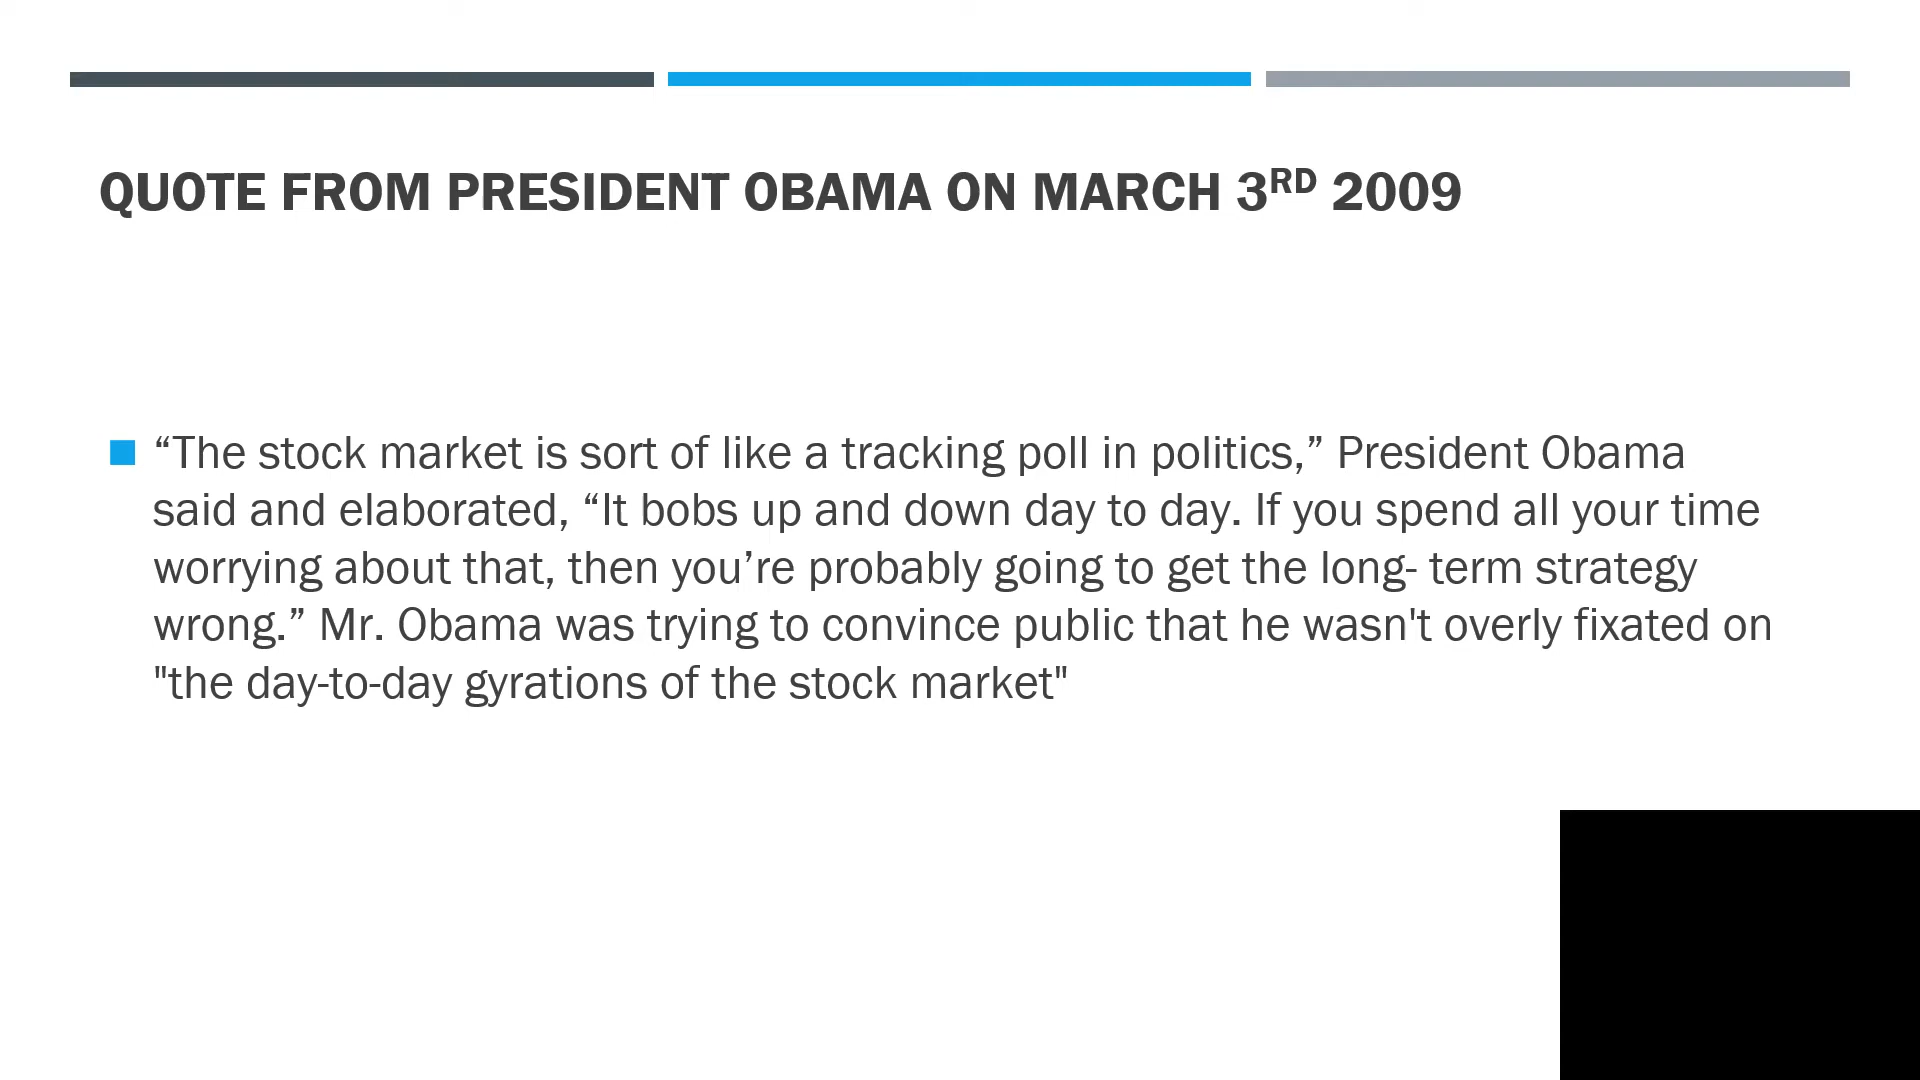 QUOTE FROM PRESIDENT OBAMA ON MARCH 3RD 2009
“The stock market is sort of like a tracking poll in politics,” President Obama
said and elaborated, “It bobs up and down day to day. If you spend all your time
worrying about that, then you’re probably going to get the long- term strategy
wrong.” Mr. Obama was trying to convince public that he wasn't overly fixated on
"the day-to-day gyrations of the stock market"